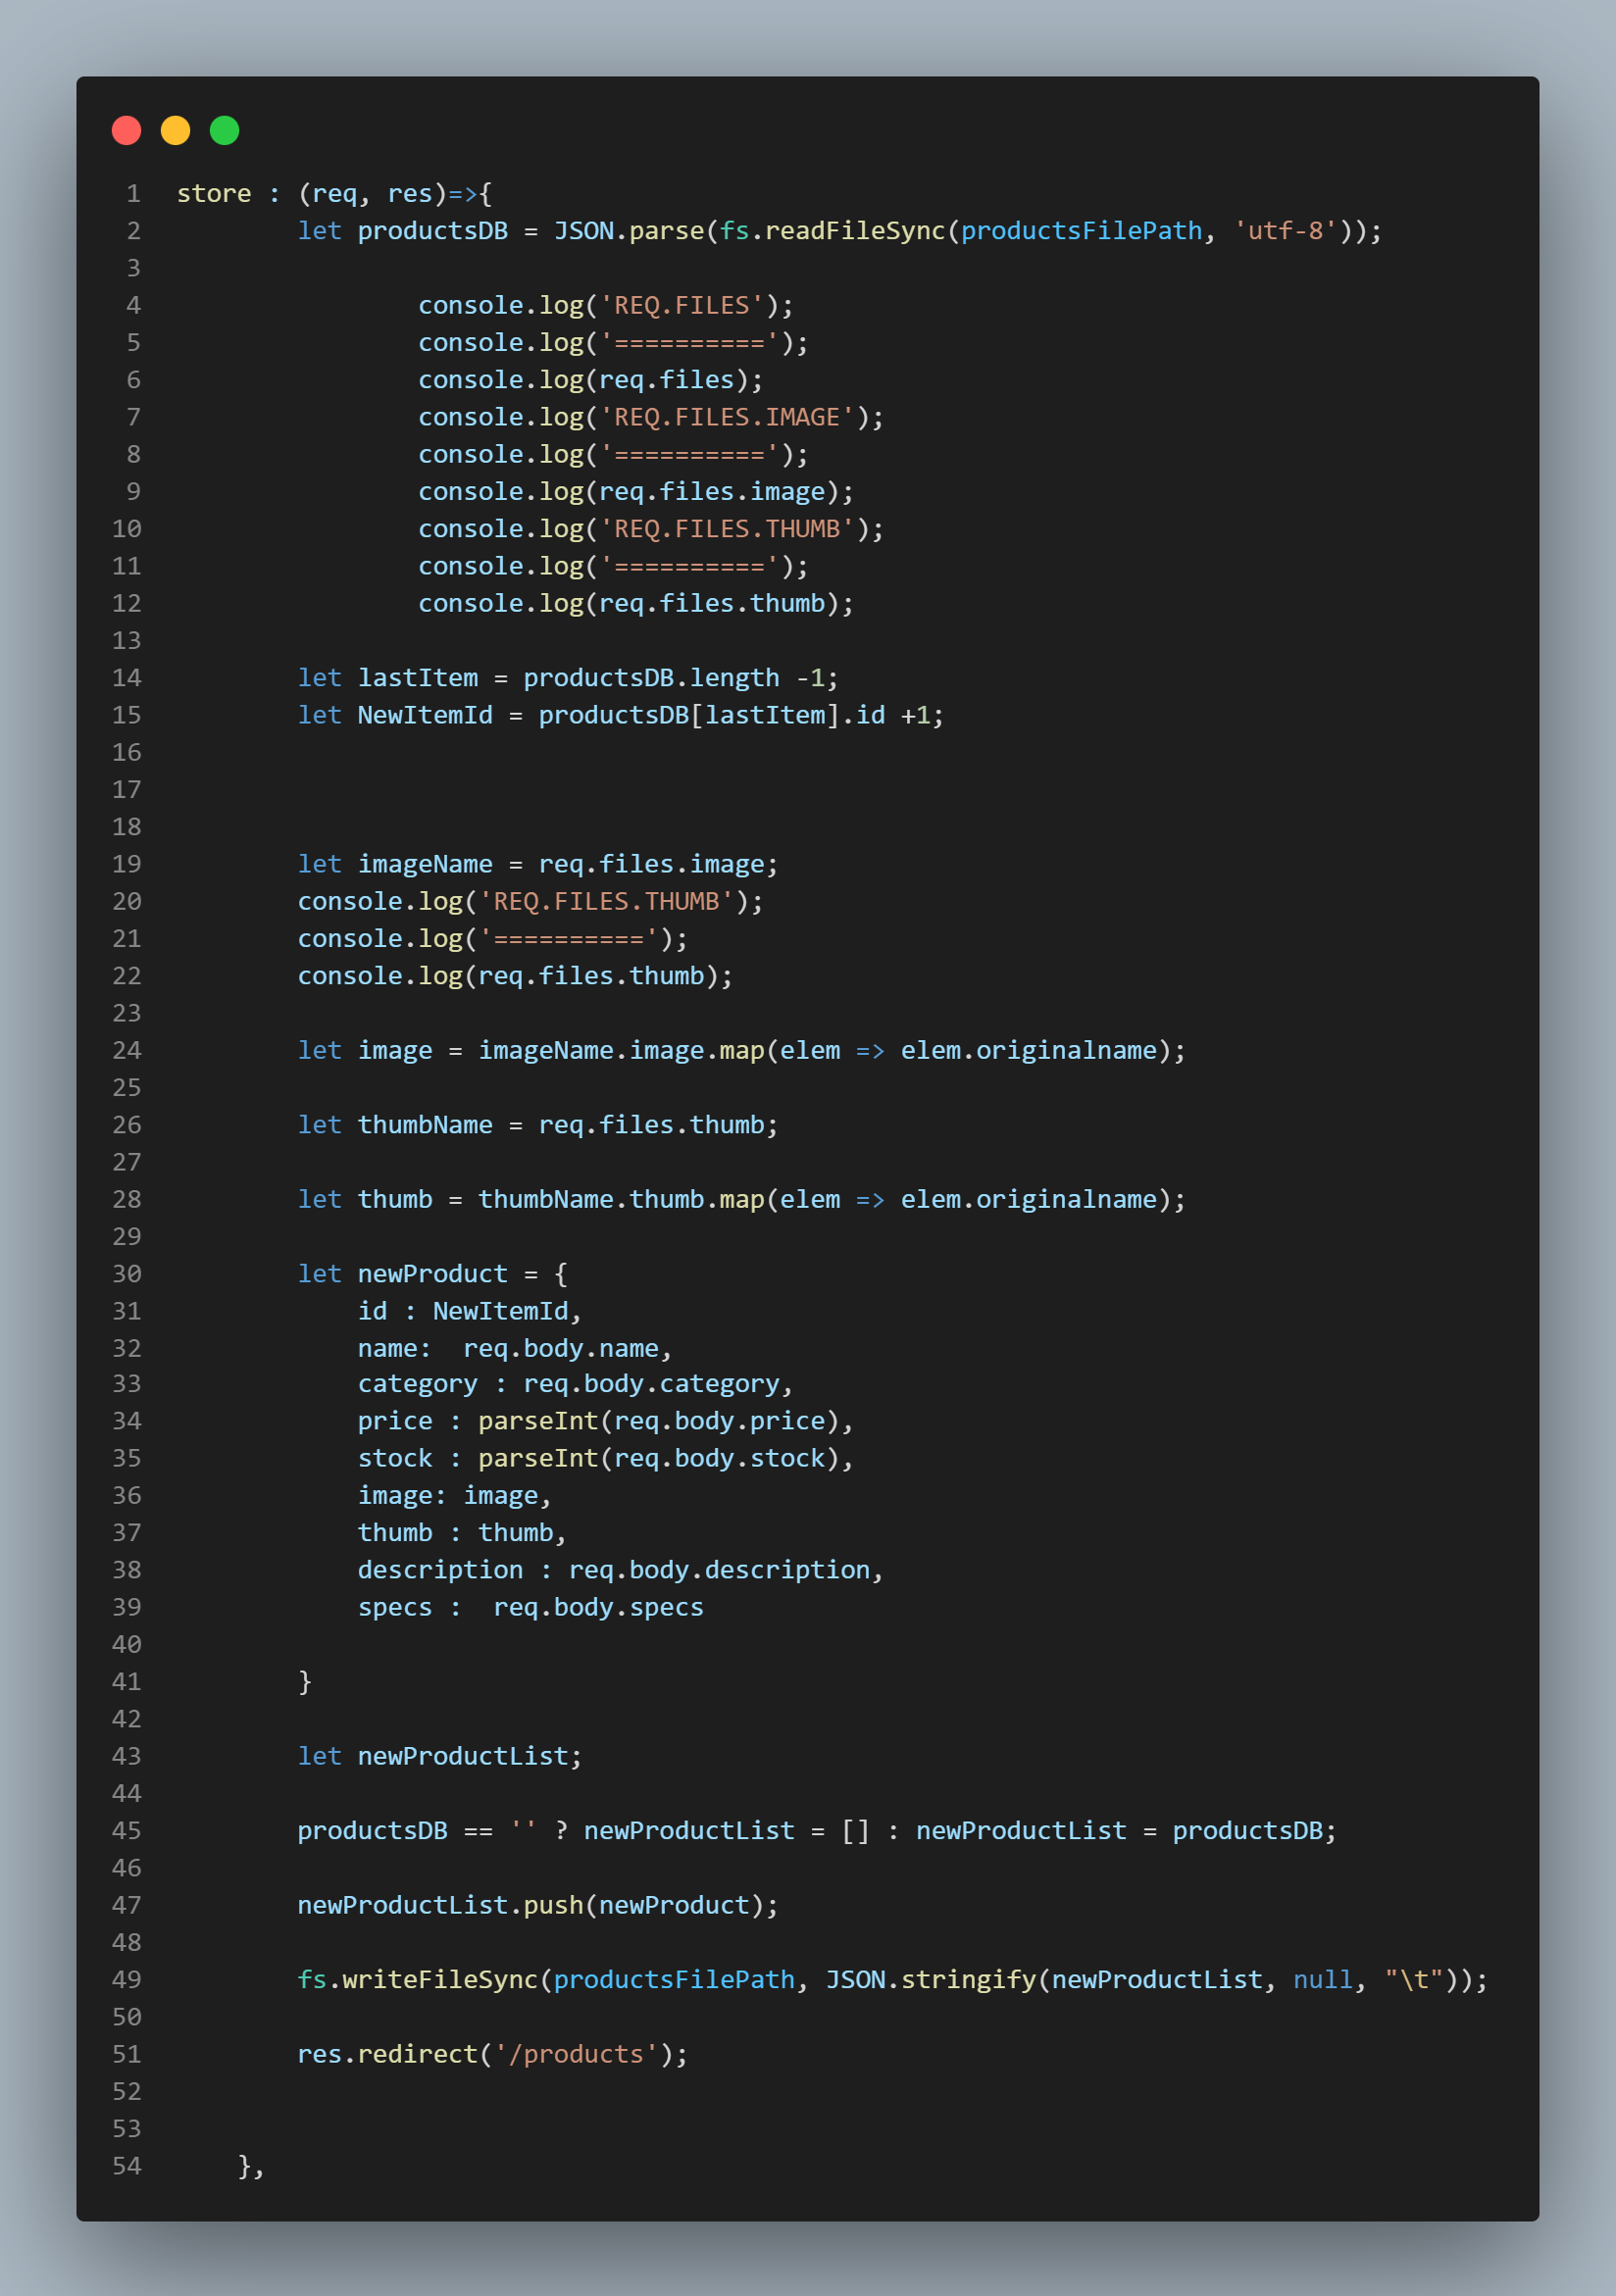 1 store : (req, res)=>{
2 let productsDB = JSON.parse(fs.readFileSync(productsFilePath, 'utf-8'));
3
4 console.log('REQ.FILES');
5 console.log('==========');
6 console.log(req.files);
7 console.log('REQ.FILES.IMAGE');
8 console.log('==========');
9 console.log(req.files.image);
10 console.log('REQ.FILES.THUMB');
11 console.log('==========');
12 console.log(req.files.thumb);
13
14 let lastItem = productsDB.length -1;
15 let NewItemId = productsDB[lastItem].id +1;
16
17
18
19 let imageName = req.files.image;
20 console.log('REQ.FILES.THUMB');
21 console.log('==========');
22 console.log(req.files.thumb);
23
24 let image = imageName.image.map(elem => elem.originalname);
25
26 let thumbName = req.files.thumb;
27
28 let thumb = thumbName.thumb.map(elem => elem.originalname);
29
30 let newProduct = {
31 id : NewItemId,
32 name:  req.body.name,
33 category : req.body.category,
34 price : parseInt(req.body.price),
35 stock : parseInt(req.body.stock),
36 image: image,
37 thumb : thumb,
38 description : req.body.description,
39 specs :  req.body.specs
40
41 }
42
43 let newProductList;
44
45 productsDB == '' ? newProductList = [] : newProductList = productsDB;
46
47 newProductList.push(newProduct);
48
49 fs.writeFileSync(productsFilePath, JSON.stringify(newProductList, null, "\t"));
50
51 res.redirect('/products');
52
53
54 },